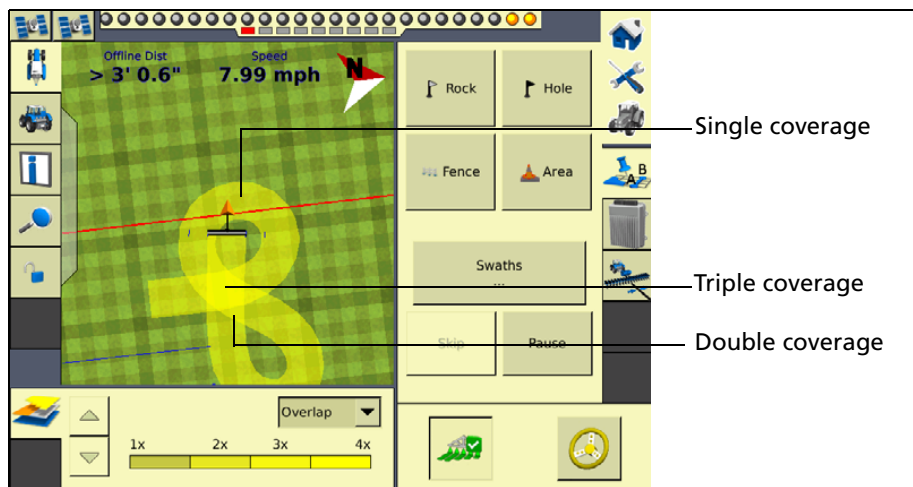 Offline Dist
> 3' 0.6"
Speed
7.99 mph
N
Rock
Hole
Fence
Area
Swaths
...
Skip
Pause
A B
Overlap
1x 2x 3x 4x
Single coverage
Triple coverage
Double coverage